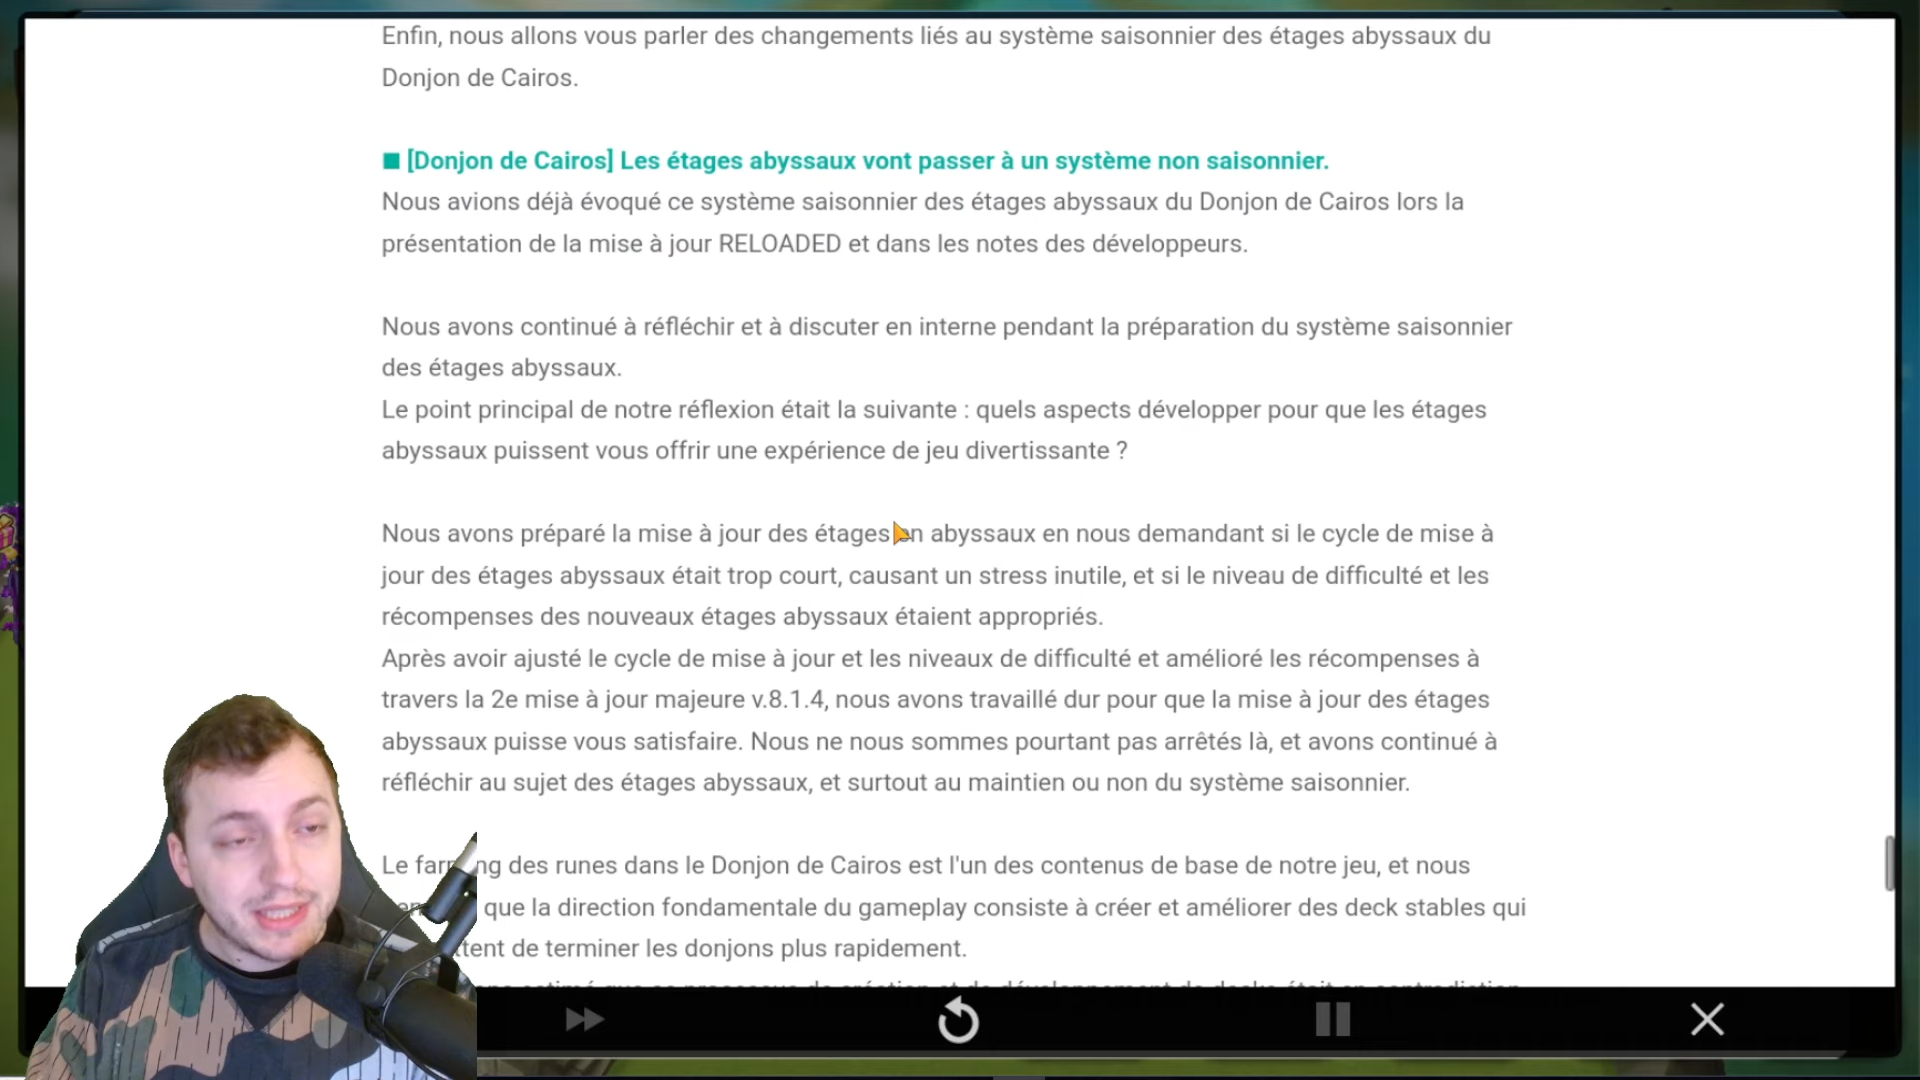 Enfin, nous allons vous parler des changements liés au système saisonnier des étages abyssaux du
Donjon de Cairos.
■ [Donjon de Cairos] Les étages abyssaux vont passer à un système non saisonnier.
Nous avions déjà évoqué ce système saisonnier des étages abyssaux du Donjon de Cairos lors la
présentation de la mise à jour RELOADED et dans les notes des développeurs.
Nous avons continué à réfléchir et à discuter en interne pendant la préparation du système saisonnier
des étages abyssaux.
Le point principal de notre réflexion était la suivante : quels aspects développer pour que les étages
abyssaux puissent vous offrir une expérience de jeu divertissante ?
Nous avons préparé la mise à jour des étages en abyssaux en nous demandant si le cycle de mise à
jour des étages abyssaux était trop court, causant un stress inutile, et si le niveau de difficulté et les
récompenses des nouveaux étages abyssaux étaient appropriés.
Après avoir ajusté le cycle de mise à jour et les niveaux de difficulté et amélioré les récompenses à
travers la 2e mise à jour majeure v.8.1.4, nous avons travaillé dur pour que la mise à jour des étages
abyssaux puisse vous satisfaire. Nous ne nous sommes pourtant pas arrêtés là, et avons continué à
réfléchir au sujet des étages abyssaux, et surtout au maintien ou non du système saisonnier.
Le farming des runes dans le Donjon de Cairos est l'un des contenus de base de notre jeu, et nous
que la direction fondamentale du gameplay consiste à créer et améliorer des deck stables qui
de terminer les donjons plus rapidement.